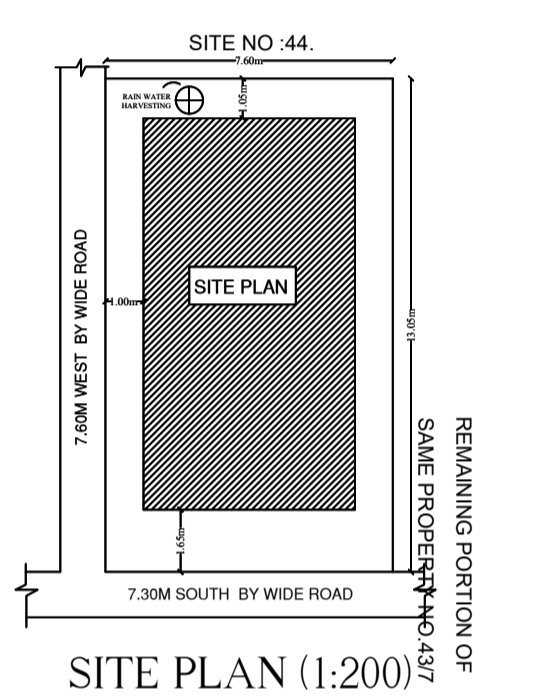 SITE NO :44.
7.60m
RAIN WATER
HARVESTING
1.05m
7.60M WEST BY WIDE ROAD
SITE PLAN
1.00m
13.05m
REMAINING PORTION OF
SAME PROPERTY NO.43/7
1.65m
7.30M SOUTH BY WIDE ROAD
SITE PLAN (1:200)